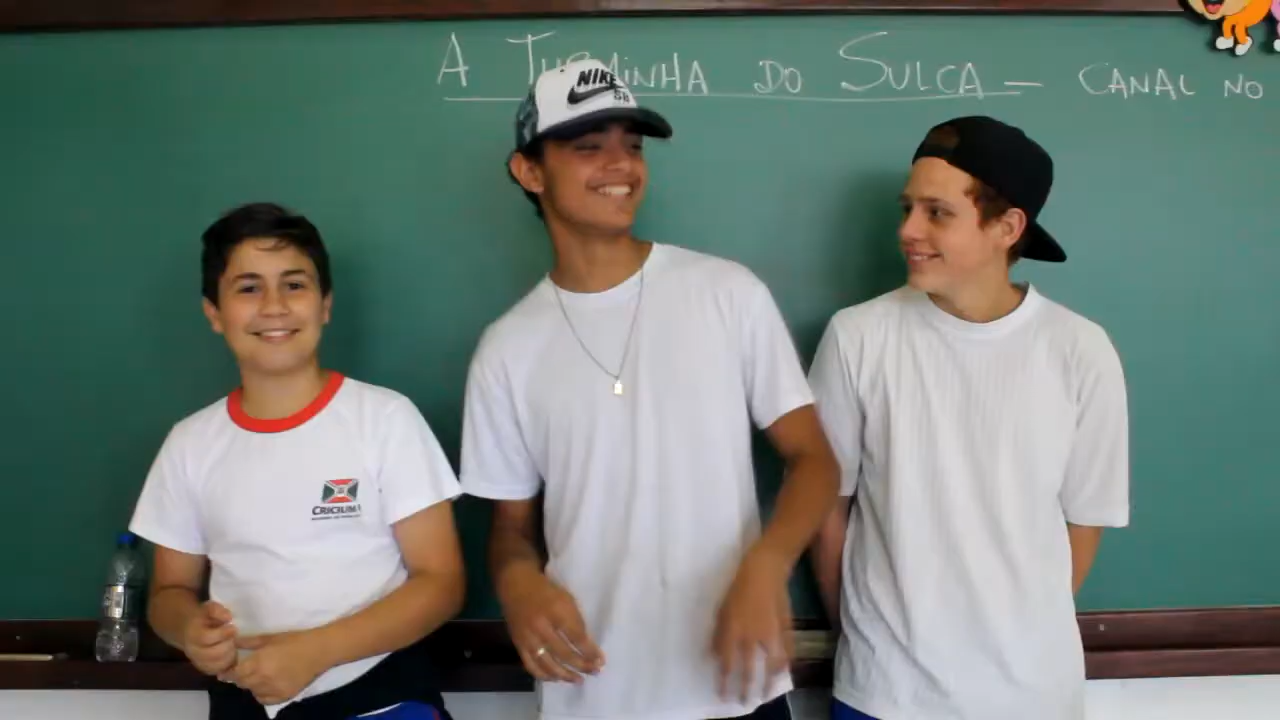 A TURMINHA DO SULCA — CANAL NO
NIKE
SB
CRICIÚMA